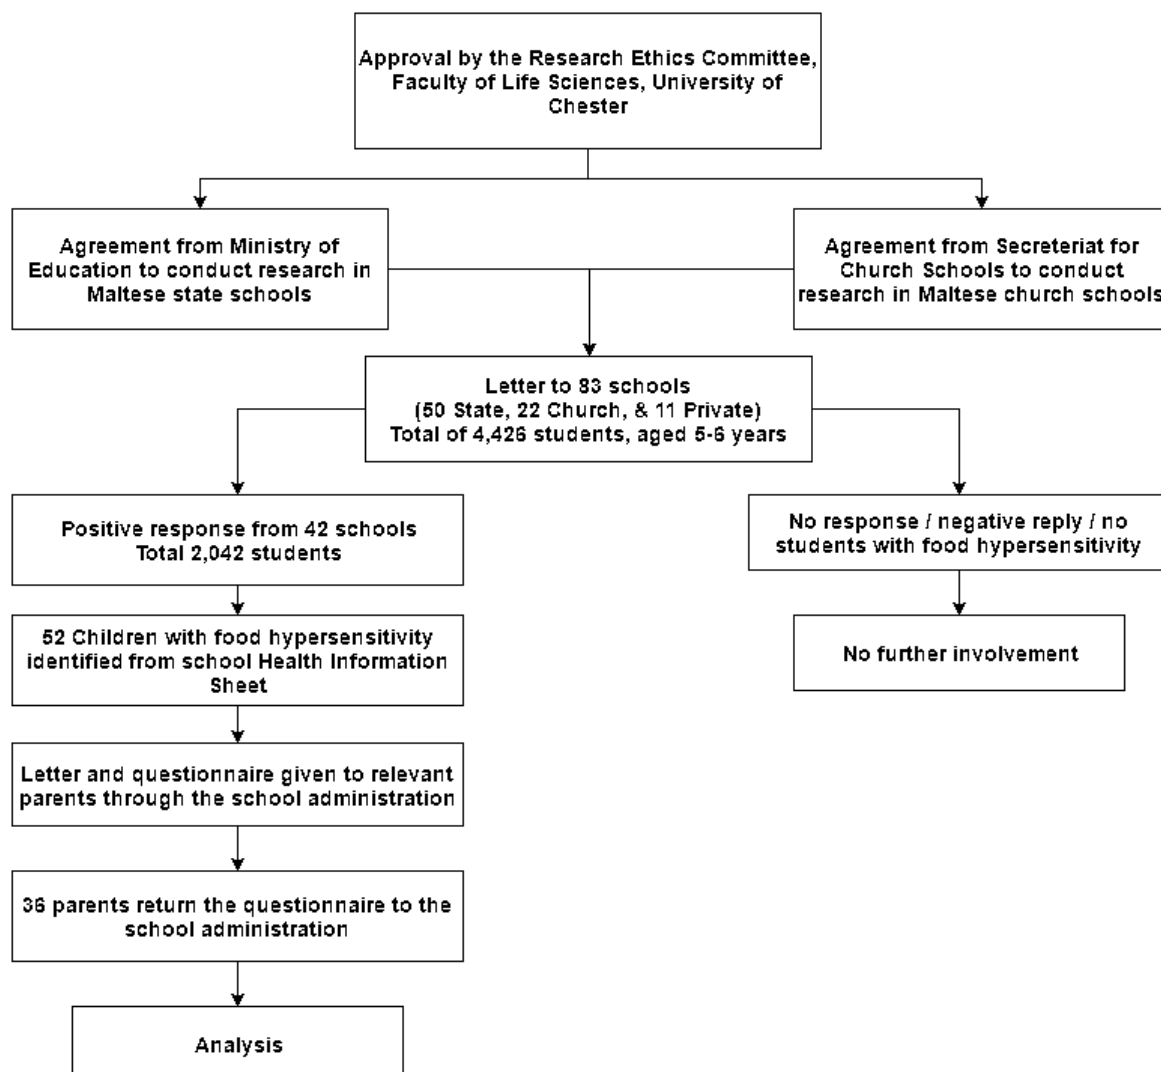 Approval by the Research Ethics Committee,
Faculty of Life Sciences, University of
Chester
Agreement from Ministry of
Education to conduct research in
Maltese state schools
Agreement from Secreteriat for
Church Schools to conduct
research in Maltese church schools
Letter to 83 schools
(50 State, 22 Church, & 11 Private)
Total of 4,426 students, aged 5-6 years
Positive response from 42 schools
Total 2,042 students
No response / negative reply / no
students with food hypersensitivity
52 Children with food hypersensitivity
identified from school Health Information
Sheet
No further involvement
Letter and questionnaire given to relevant
parents through the school administration
36 parents return the questionnaire to the
school administration
Analysis